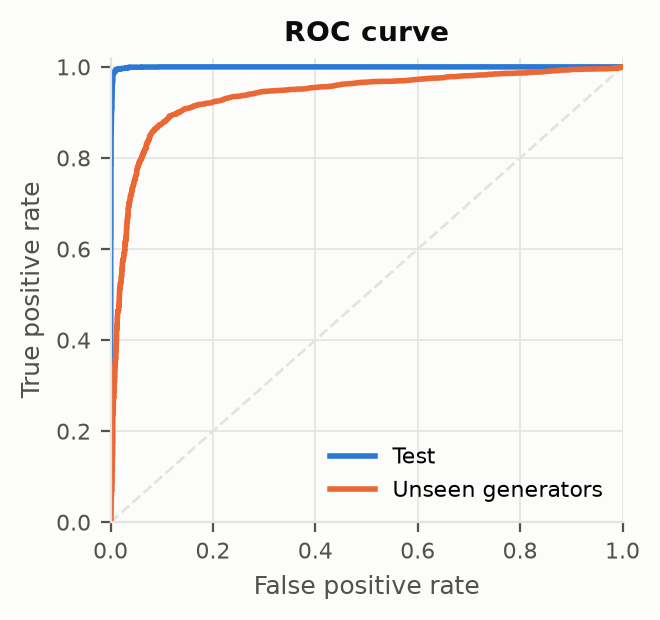 ROC curve
1.0
0.8
0.6
0.4
0.2
0.0
True positive rate
Test
Unseen generators
0.0 0.2 0.4 0.6 0.8 1.0
False positive rate